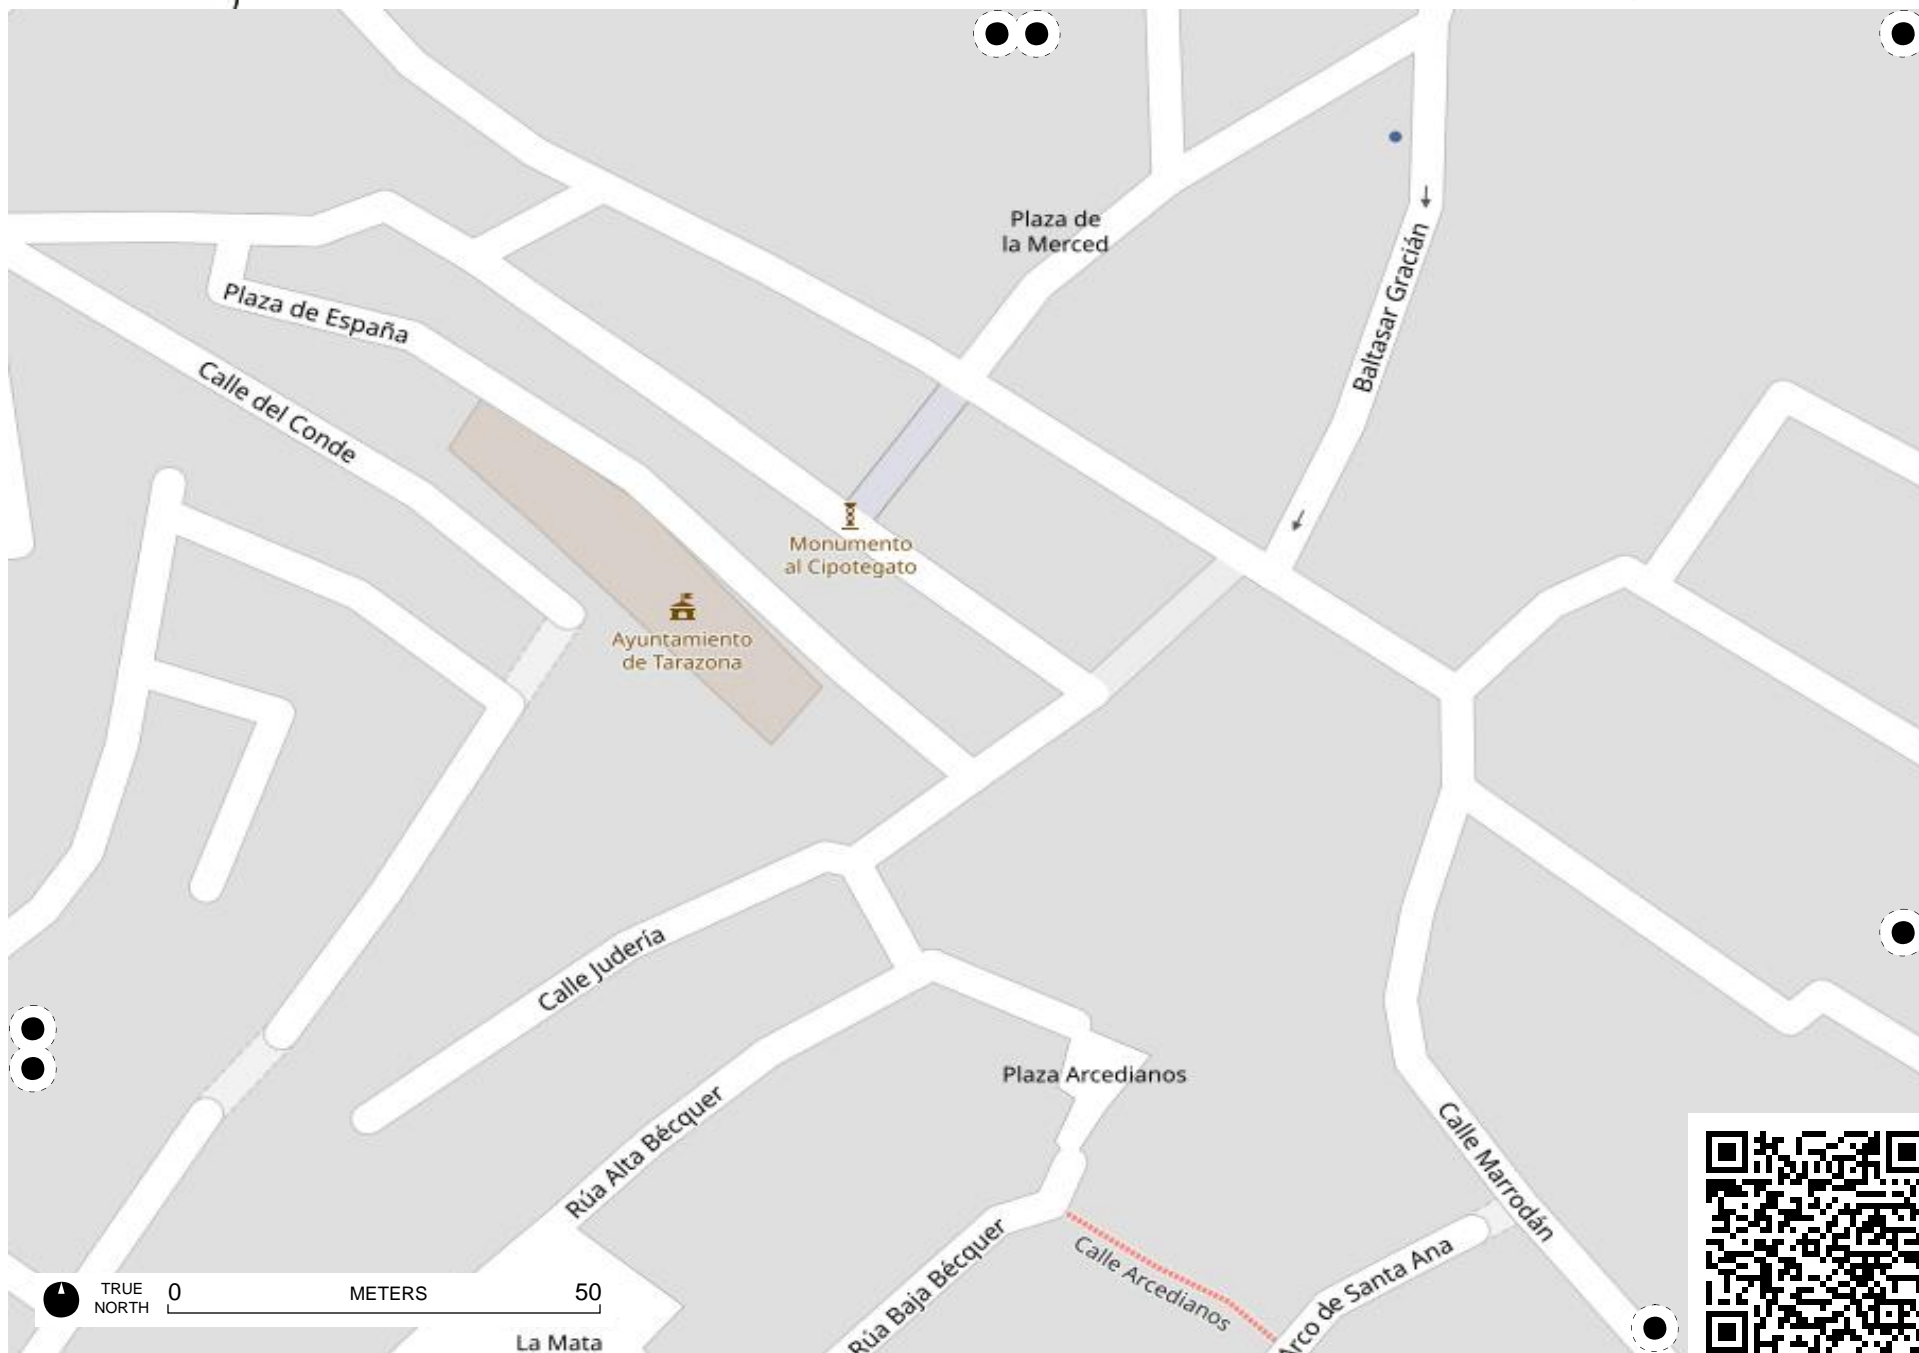 Plaza de
la Merced
Baltasar Gracián
Plaza de España
Calle del Conde
Monumento
al Cipotegato
Ayuntamiento
de Tarazona
Calle Judería
Plaza Arcedianos
Rúa Alta Bécquer
Calle Marrodán
Rúa Baja Bécquer
Calle Arcedianos
Arco de Santa Ana
TRUE
NORTH
0 METERS 50
La Mata